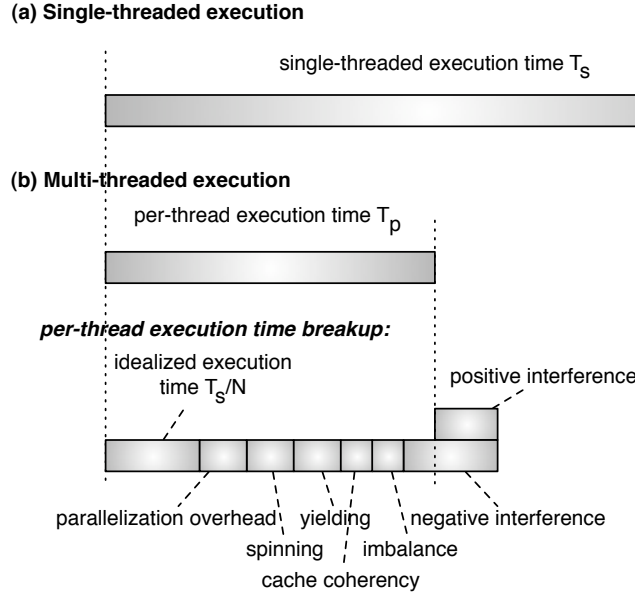 (a) Single-threaded execution
single-threaded execution time Ts
(b) Multi-threaded execution
per-thread execution time Tp
per-thread execution time breakup:
idealized execution
time Ts/N
positive interference
parallelization overhead
yielding
negative interference
spinning
imbalance
cache coherency